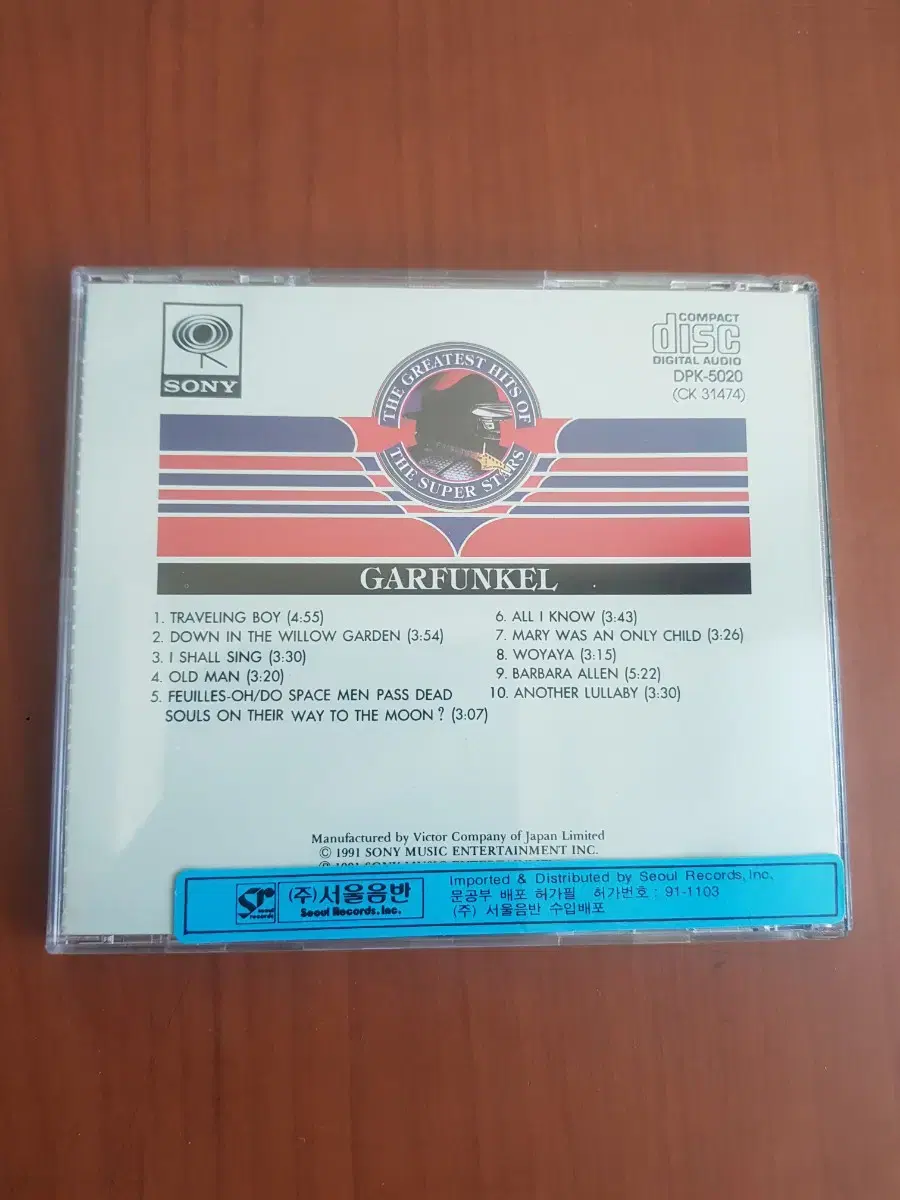 SONY
COMPACT
disc
DIGITAL AUDIO
DPK-5020
(CK 31474)
THE GREATEST HITS OF
THE SUPER STARS
GARFUNKEL
1. TRAVELING BOY (4:55)
2. DOWN IN THE WILLOW GARDEN (3:54)
3. I SHALL SING (3:30)
4. OLD MAN (3:20)
5. FEUILLES-OH/DO SPACE MEN PASS DEAD
SOULS ON THEIR WAY TO THE MOON? (3:07)
6. ALL I KNOW (3:43)
7. MARY WAS AN ONLY CHILD (3:26)
8. WOYAYA (3:15)
9. BARBARA ALLEN (5:22)
10. ANOTHER LULLABY (3:30)
Manufactured by Victor Company of Japan Limited
© 1991 SONY MUSIC ENTERTAINMENT INC.
sr
seoul
records
(주)서울음반
Seoul Records, Inc.
Imported & Distributed by Seoul Records, Inc.
문공부 배포 허가필 허가번호 : 91-1103
(주) 서울음반 수입배포